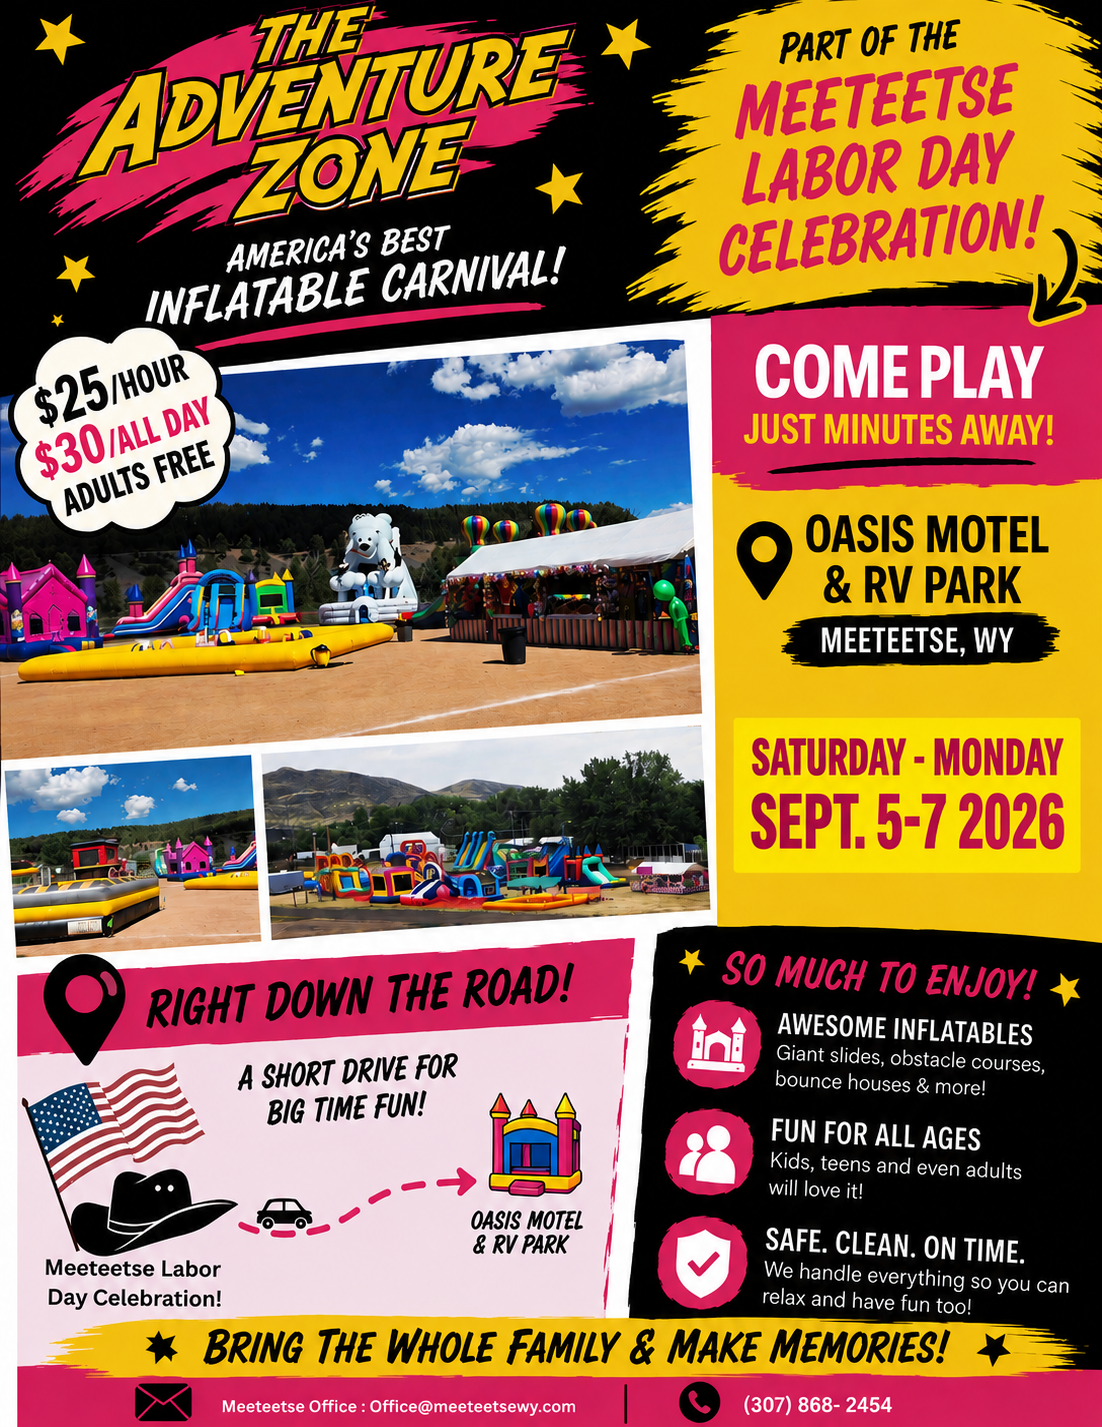 THE
ADVENTURE
ZONE
AMERICA'S BEST
INFLATABLE CARNIVAL!
PART OF THE
MEETEETSE
LABOR DAY
CELEBRATION!
$25/HOUR
$30/ALL DAY
ADULTS FREE
COME PLAY
JUST MINUTES AWAY!
OASIS MOTEL
& RV PARK
MEETEETSE, WY
SATURDAY - MONDAY
SEPT. 5-7 2026
RIGHT DOWN THE ROAD!
A SHORT DRIVE FOR
BIG TIME FUN!
OASIS MOTEL
& RV PARK
Meeteetse Labor
Day Celebration!
SO MUCH TO ENJOY!
AWESOME INFLATABLES
Giant slides, obstacle courses,
bounce houses & more!
FUN FOR ALL AGES
Kids, teens and even adults
will love it!
SAFE. CLEAN. ON TIME.
We handle everything so you can
relax and have fun too!
BRING THE WHOLE FAMILY & MAKE MEMORIES!
Meeteetse Office : Office@meeteetsewy.com
(307) 868- 2454